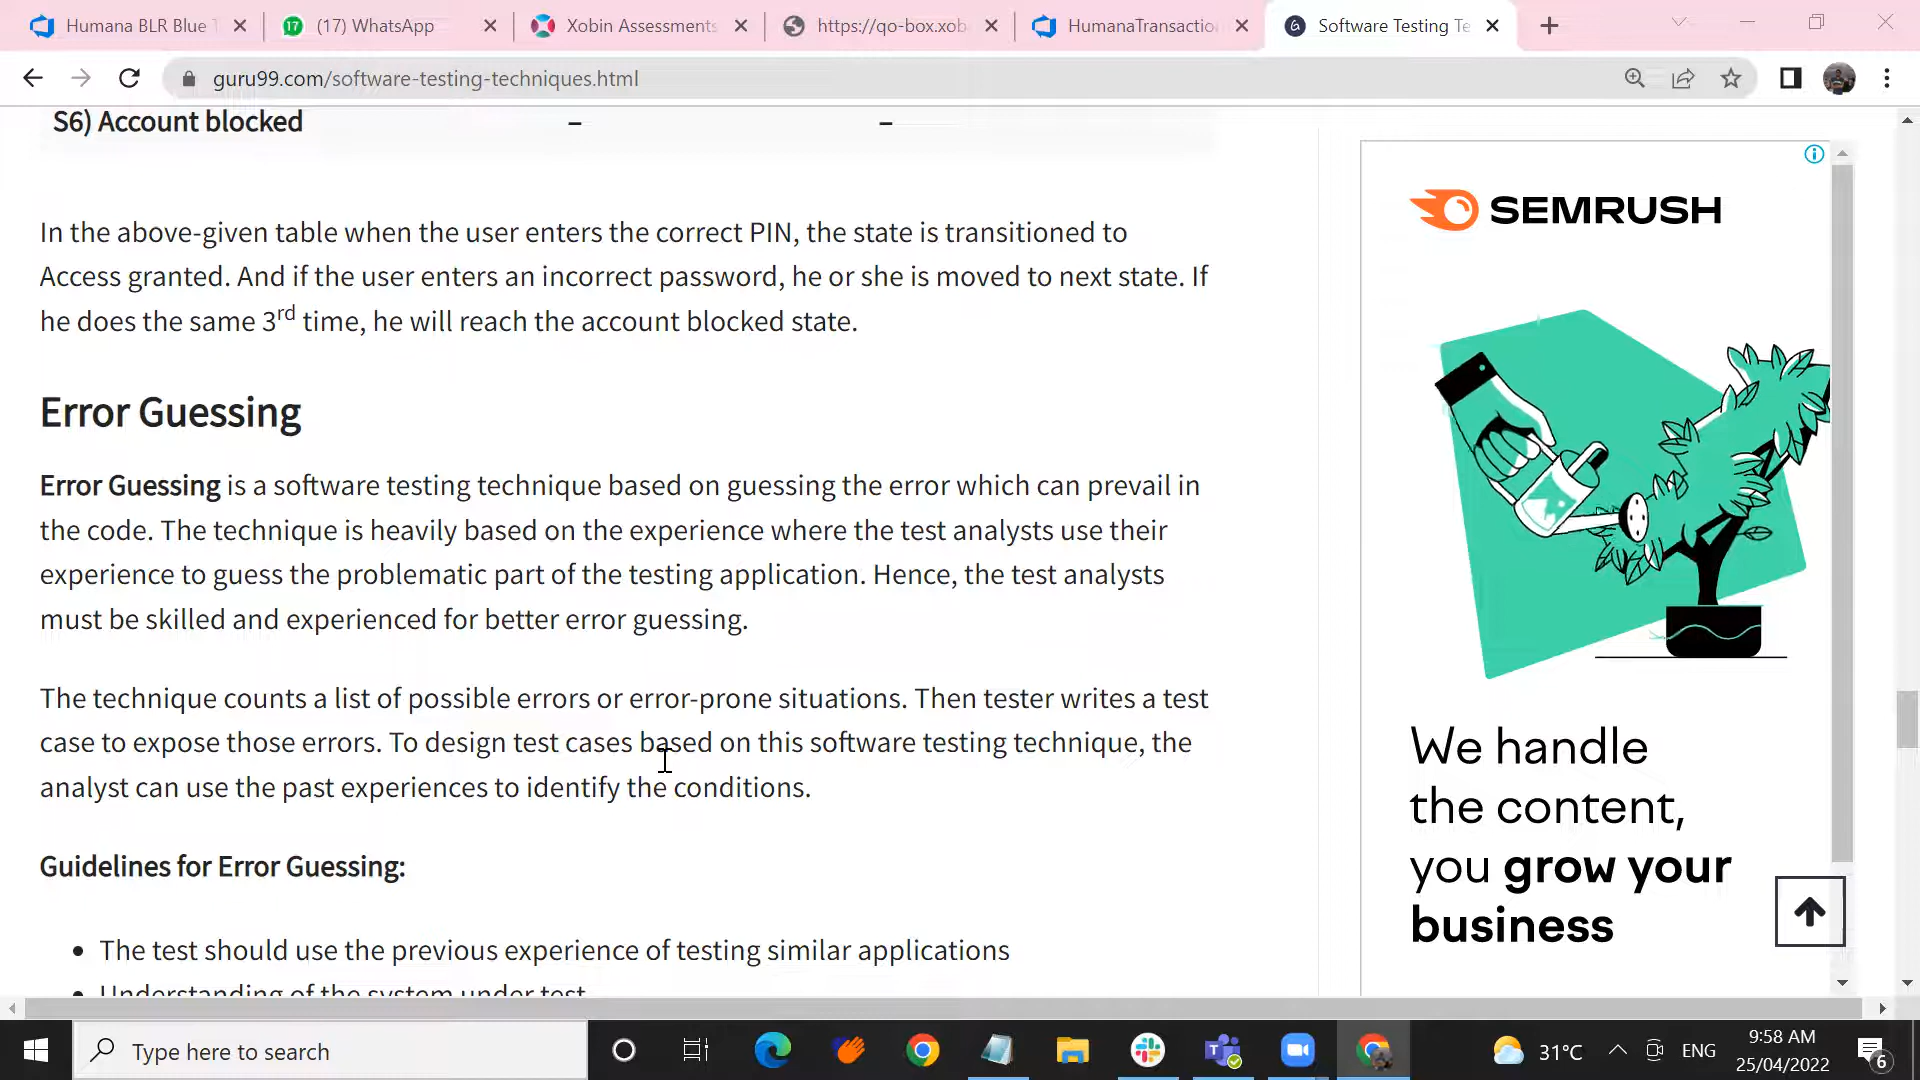 Humana BLR Blue T
(17) WhatsApp
Xobin Assessments
https://qo-box.xob
HumanaTransactio
Software Testing Te
guru99.com/software-testing-techniques.html
S6) Account blocked – –
In the above-given table when the user enters the correct PIN, the state is transitioned to
Access granted. And if the user enters an incorrect password, he or she is moved to next state. If
he does the same 3rd time, he will reach the account blocked state.
Error Guessing
Error Guessing is a software testing technique based on guessing the error which can prevail in
the code. The technique is heavily based on the experience where the test analysts use their
experience to guess the problematic part of the testing application. Hence, the test analysts
must be skilled and experienced for better error guessing.
The technique counts a list of possible errors or error-prone situations. Then tester writes a test
case to expose those errors. To design test cases based on this software testing technique, the
analyst can use the past experiences to identify the conditions.
Guidelines for Error Guessing:
• The test should use the previous experience of testing similar applications
• Understanding of the system under test
SEMRUSH
We handle
the content,
you grow your
business
Type here to search
31°C
ENG
9:58 AM
25/04/2022
6